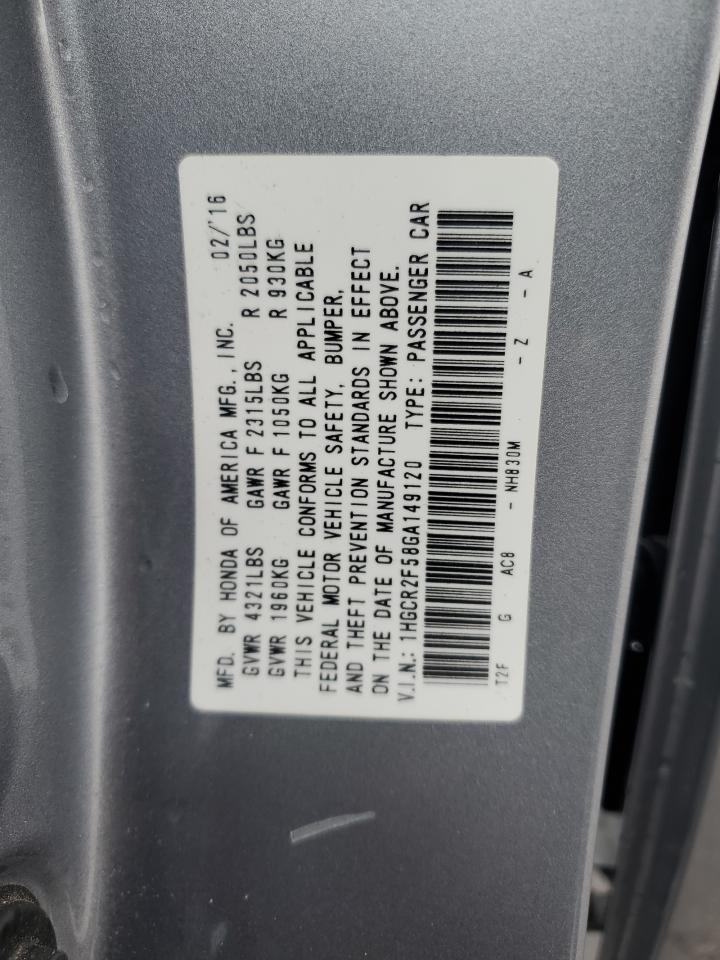 MFD. BY HONDA OF AMERICA MFG., INC. 02/'16
GVWR 4321LBS GAWR F 2315LBS R 2050LBS
GVWR 1960KG GAWR F 1050KG R 930KG
THIS VEHICLE CONFORMS TO ALL APPLICABLE
FEDERAL MOTOR VEHICLE SAFETY, BUMPER,
AND THEFT PREVENTION STANDARDS IN EFFECT
ON THE DATE OF MANUFACTURE SHOWN ABOVE.
V.I.N.: 1HGCR2F58GA149120 TYPE: PASSENGER CAR
T2F G AC8 - NH830M - Z - A